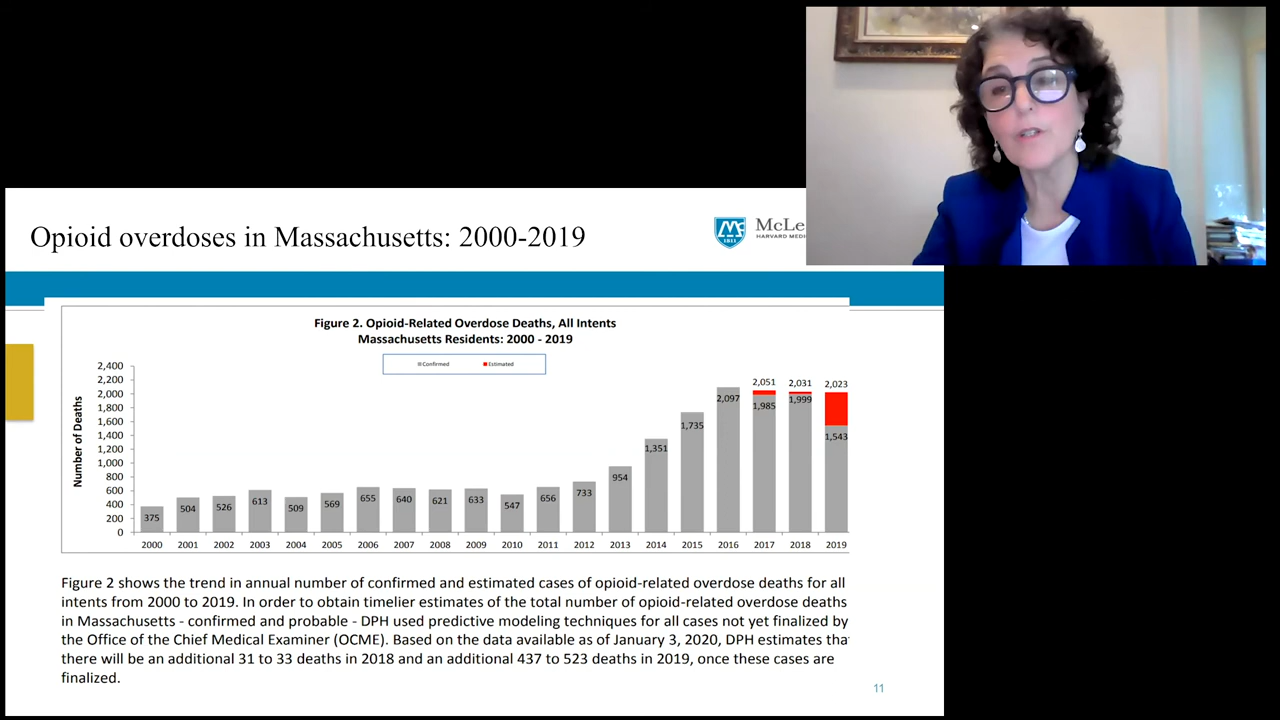 Opioid overdoses in Massachusetts: 2000-2019
McLe
HARVARD MEDI
1811
Figure 2. Opioid-Related Overdose Deaths, All Intents
Massachusetts Residents: 2000 - 2019
Confirmed Estimated
Number of Deaths
2,400
2,200
2,000
1,800
1,600
1,400
1,200
1,000
800
600
400
200
0
375 504 526 613 509 569 655 640 621 633 547 656 733 954 1,351 1,735 2,097 1,985 1,999 1,543
2,051 2,031 2,023
2000 2001 2002 2003 2004 2005 2006 2007 2008 2009 2010 2011 2012 2013 2014 2015 2016 2017 2018 2019
Figure 2 shows the trend in annual number of confirmed and estimated cases of opioid-related overdose deaths for all
intents from 2000 to 2019. In order to obtain timelier estimates of the total number of opioid-related overdose deaths
in Massachusetts - confirmed and probable - DPH used predictive modeling techniques for all cases not yet finalized by
the Office of the Chief Medical Examiner (OCME). Based on the data available as of January 3, 2020, DPH estimates tha
there will be an additional 31 to 33 deaths in 2018 and an additional 437 to 523 deaths in 2019, once these cases are
finalized.
11